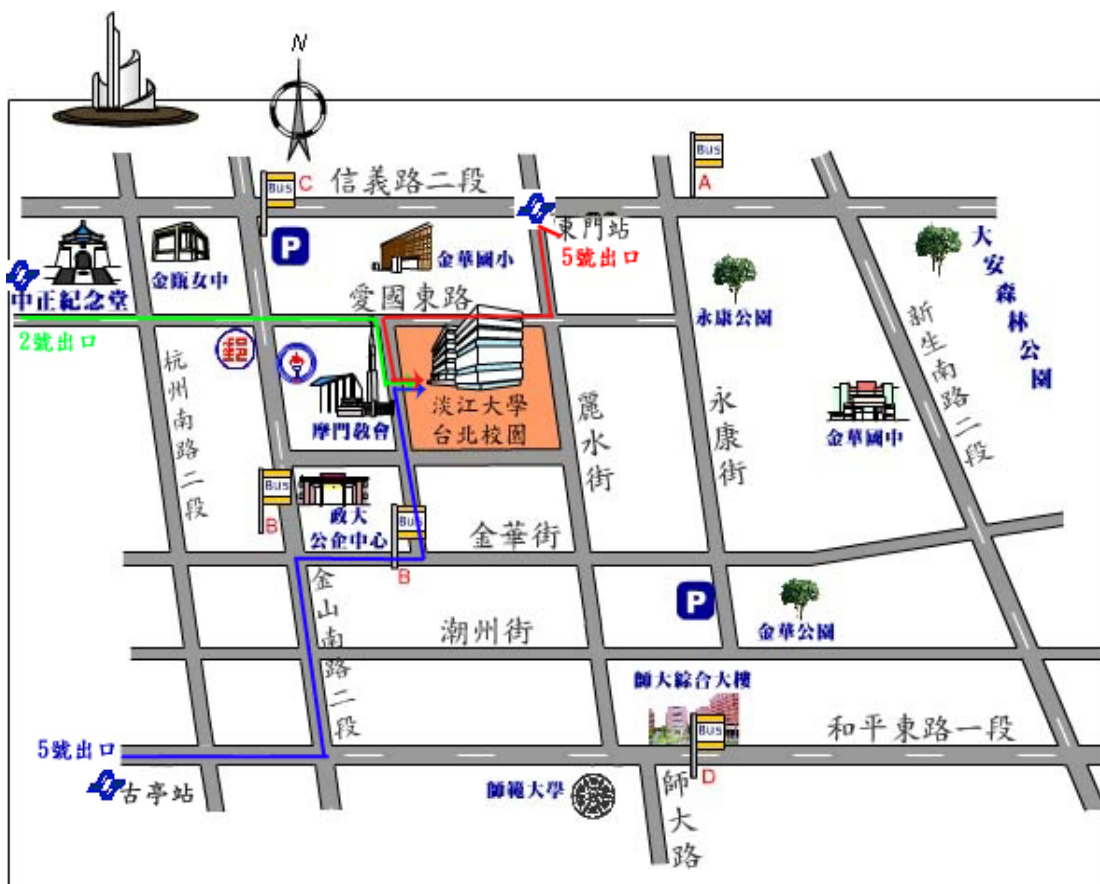 N
Bus
A
Bus
C
信義路二段
P
東門站
5號出口
金甌女中
金華國小
中正紀念堂
2號出口
愛國東路
永康公園
大安森林公園
新生南路二段
郵
杭州南路二段
摩門教會
淡江大學
台北校園
麗水街
永康街
金華國中
Bus
B
政大
公企中心
Bus
B
金華街
金山南路二段
潮州街
P
金華公園
師大綜合大樓
Bus
D
和平東路一段
5號出口
古亭站
師範大學
師大路